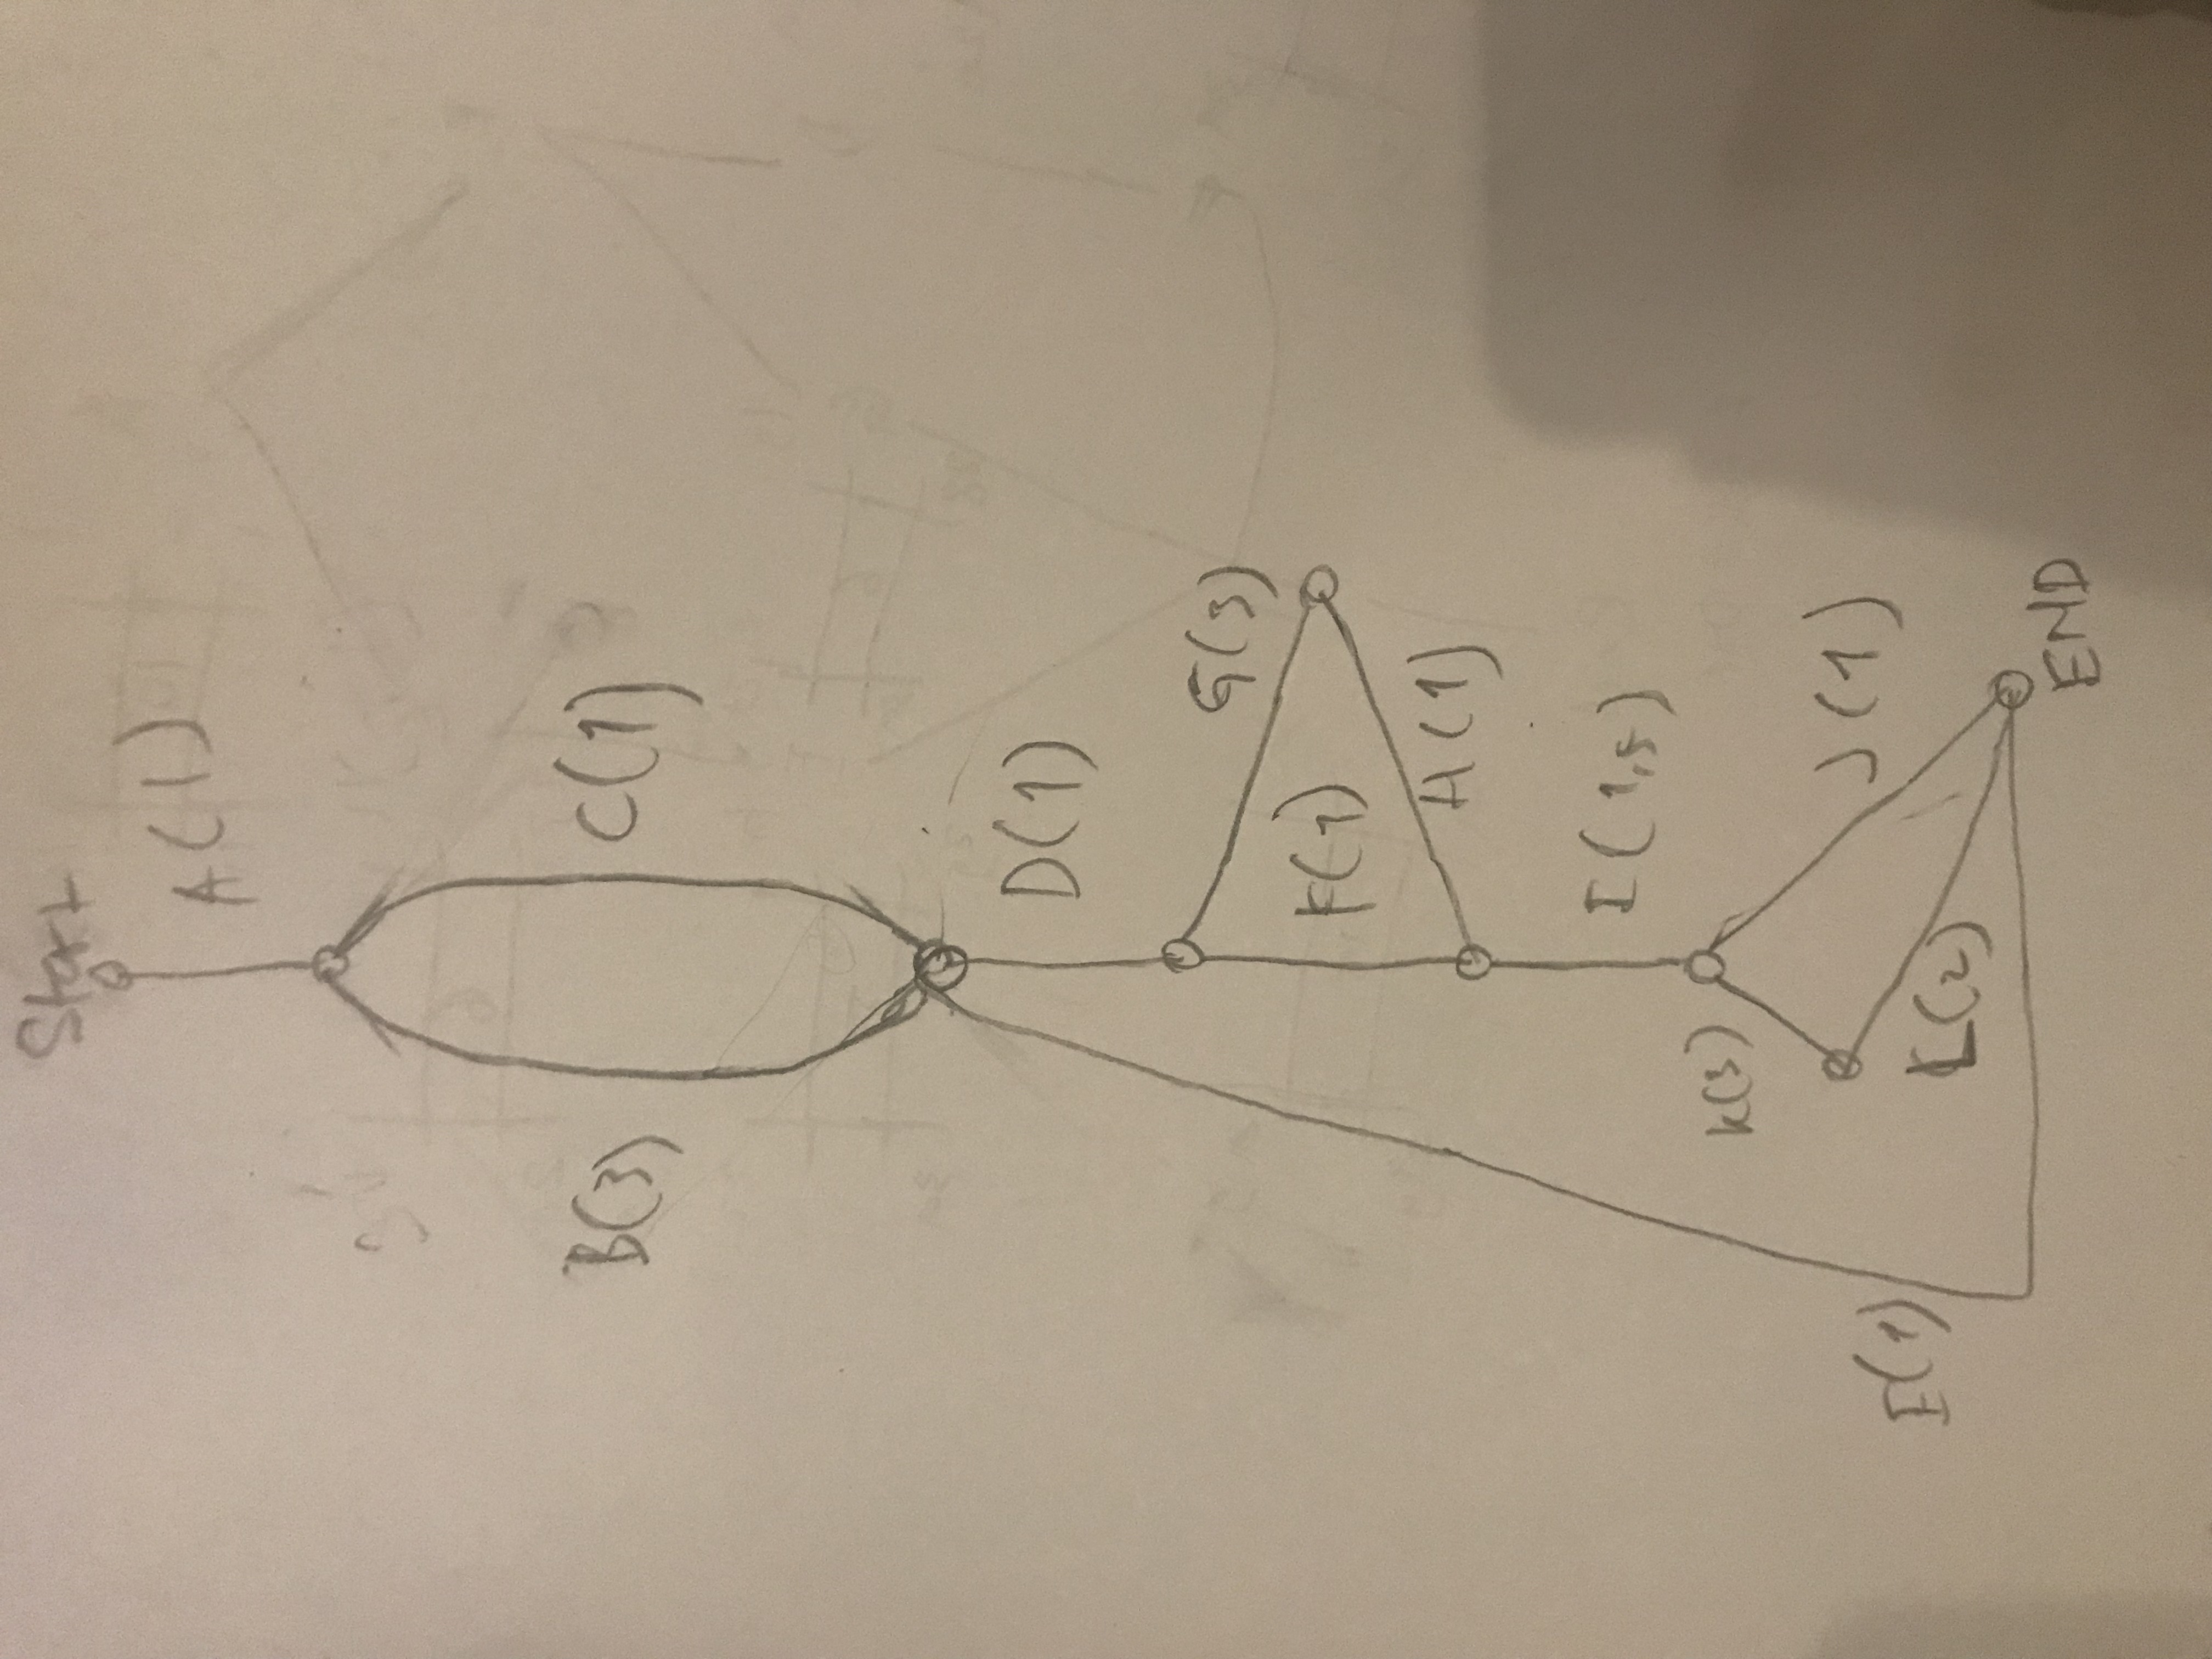 Start
A(1)
B(3)
C(1)
D(1)
G(3)
F(1)
H(1)
I(1,5)
K(3)
J(1)
E(1)
L(2)
END